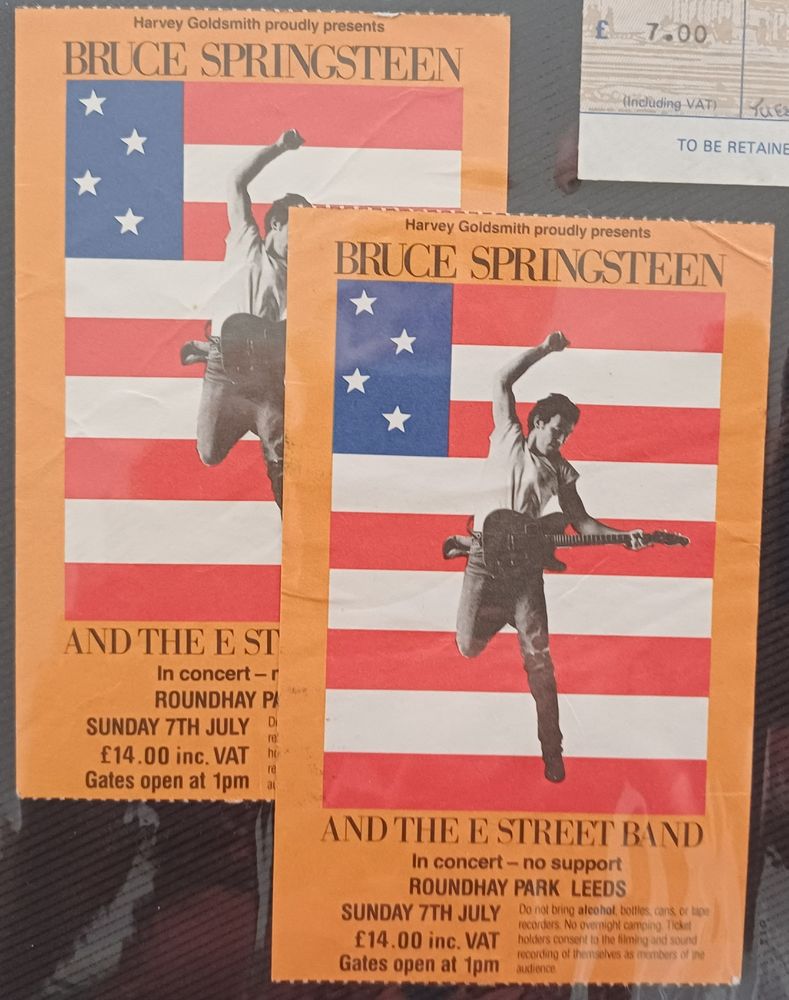 Harvey Goldsmith proudly presents
BRUCE SPRINGSTEEN
AND THE E ST
In concert – n
ROUNDHAY PA
SUNDAY 7TH JULY
£14.00 inc. VAT
Gates open at 1pm
£ 7.00
(Including VAT)
TO BE RETAINE
Harvey Goldsmith proudly presents
BRUCE SPRINGSTEEN
AND THE E STREET BAND
In concert – no support
ROUNDHAY PARK LEEDS
SUNDAY 7TH JULY
£14.00 inc. VAT
Gates open at 1pm
Do not bring alcohol, bottles, cans, or tape
recorders. No overnight camping. Ticket
holders consent to the filming and sound
recording of themselves as members of the
audience.